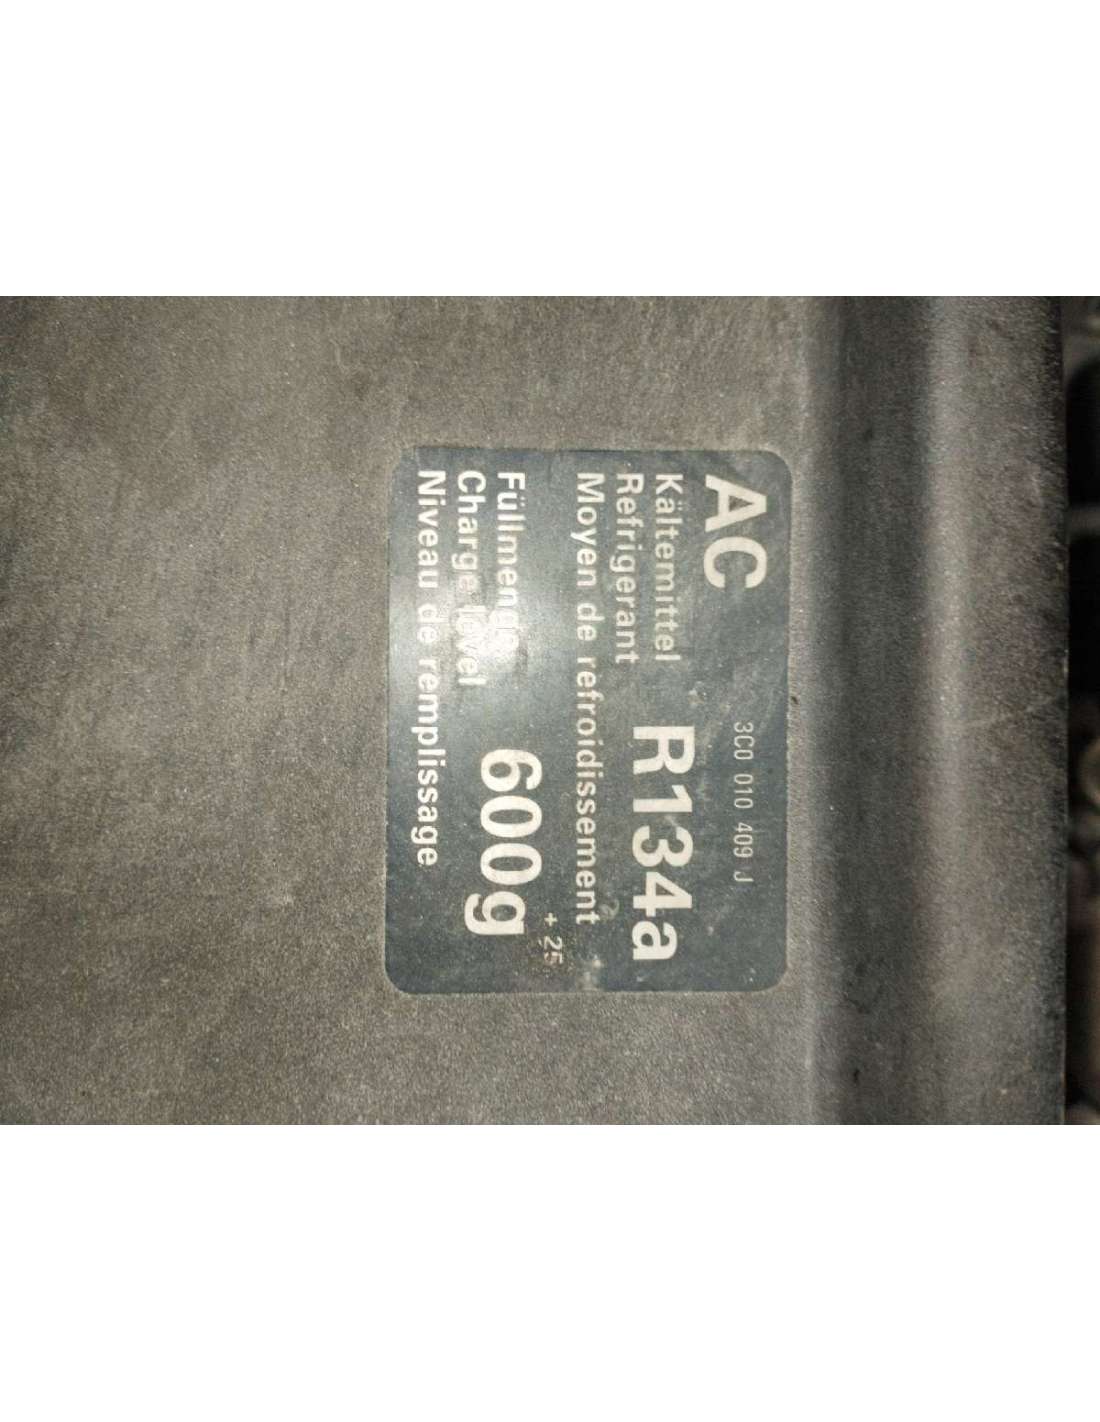 AC
3C0 010 409 J
Kältemittel
Refrigerant
R134a
Moyen de refroidissement
+ 25
Füllmenge
Charge level
600g
Niveau de remplissage